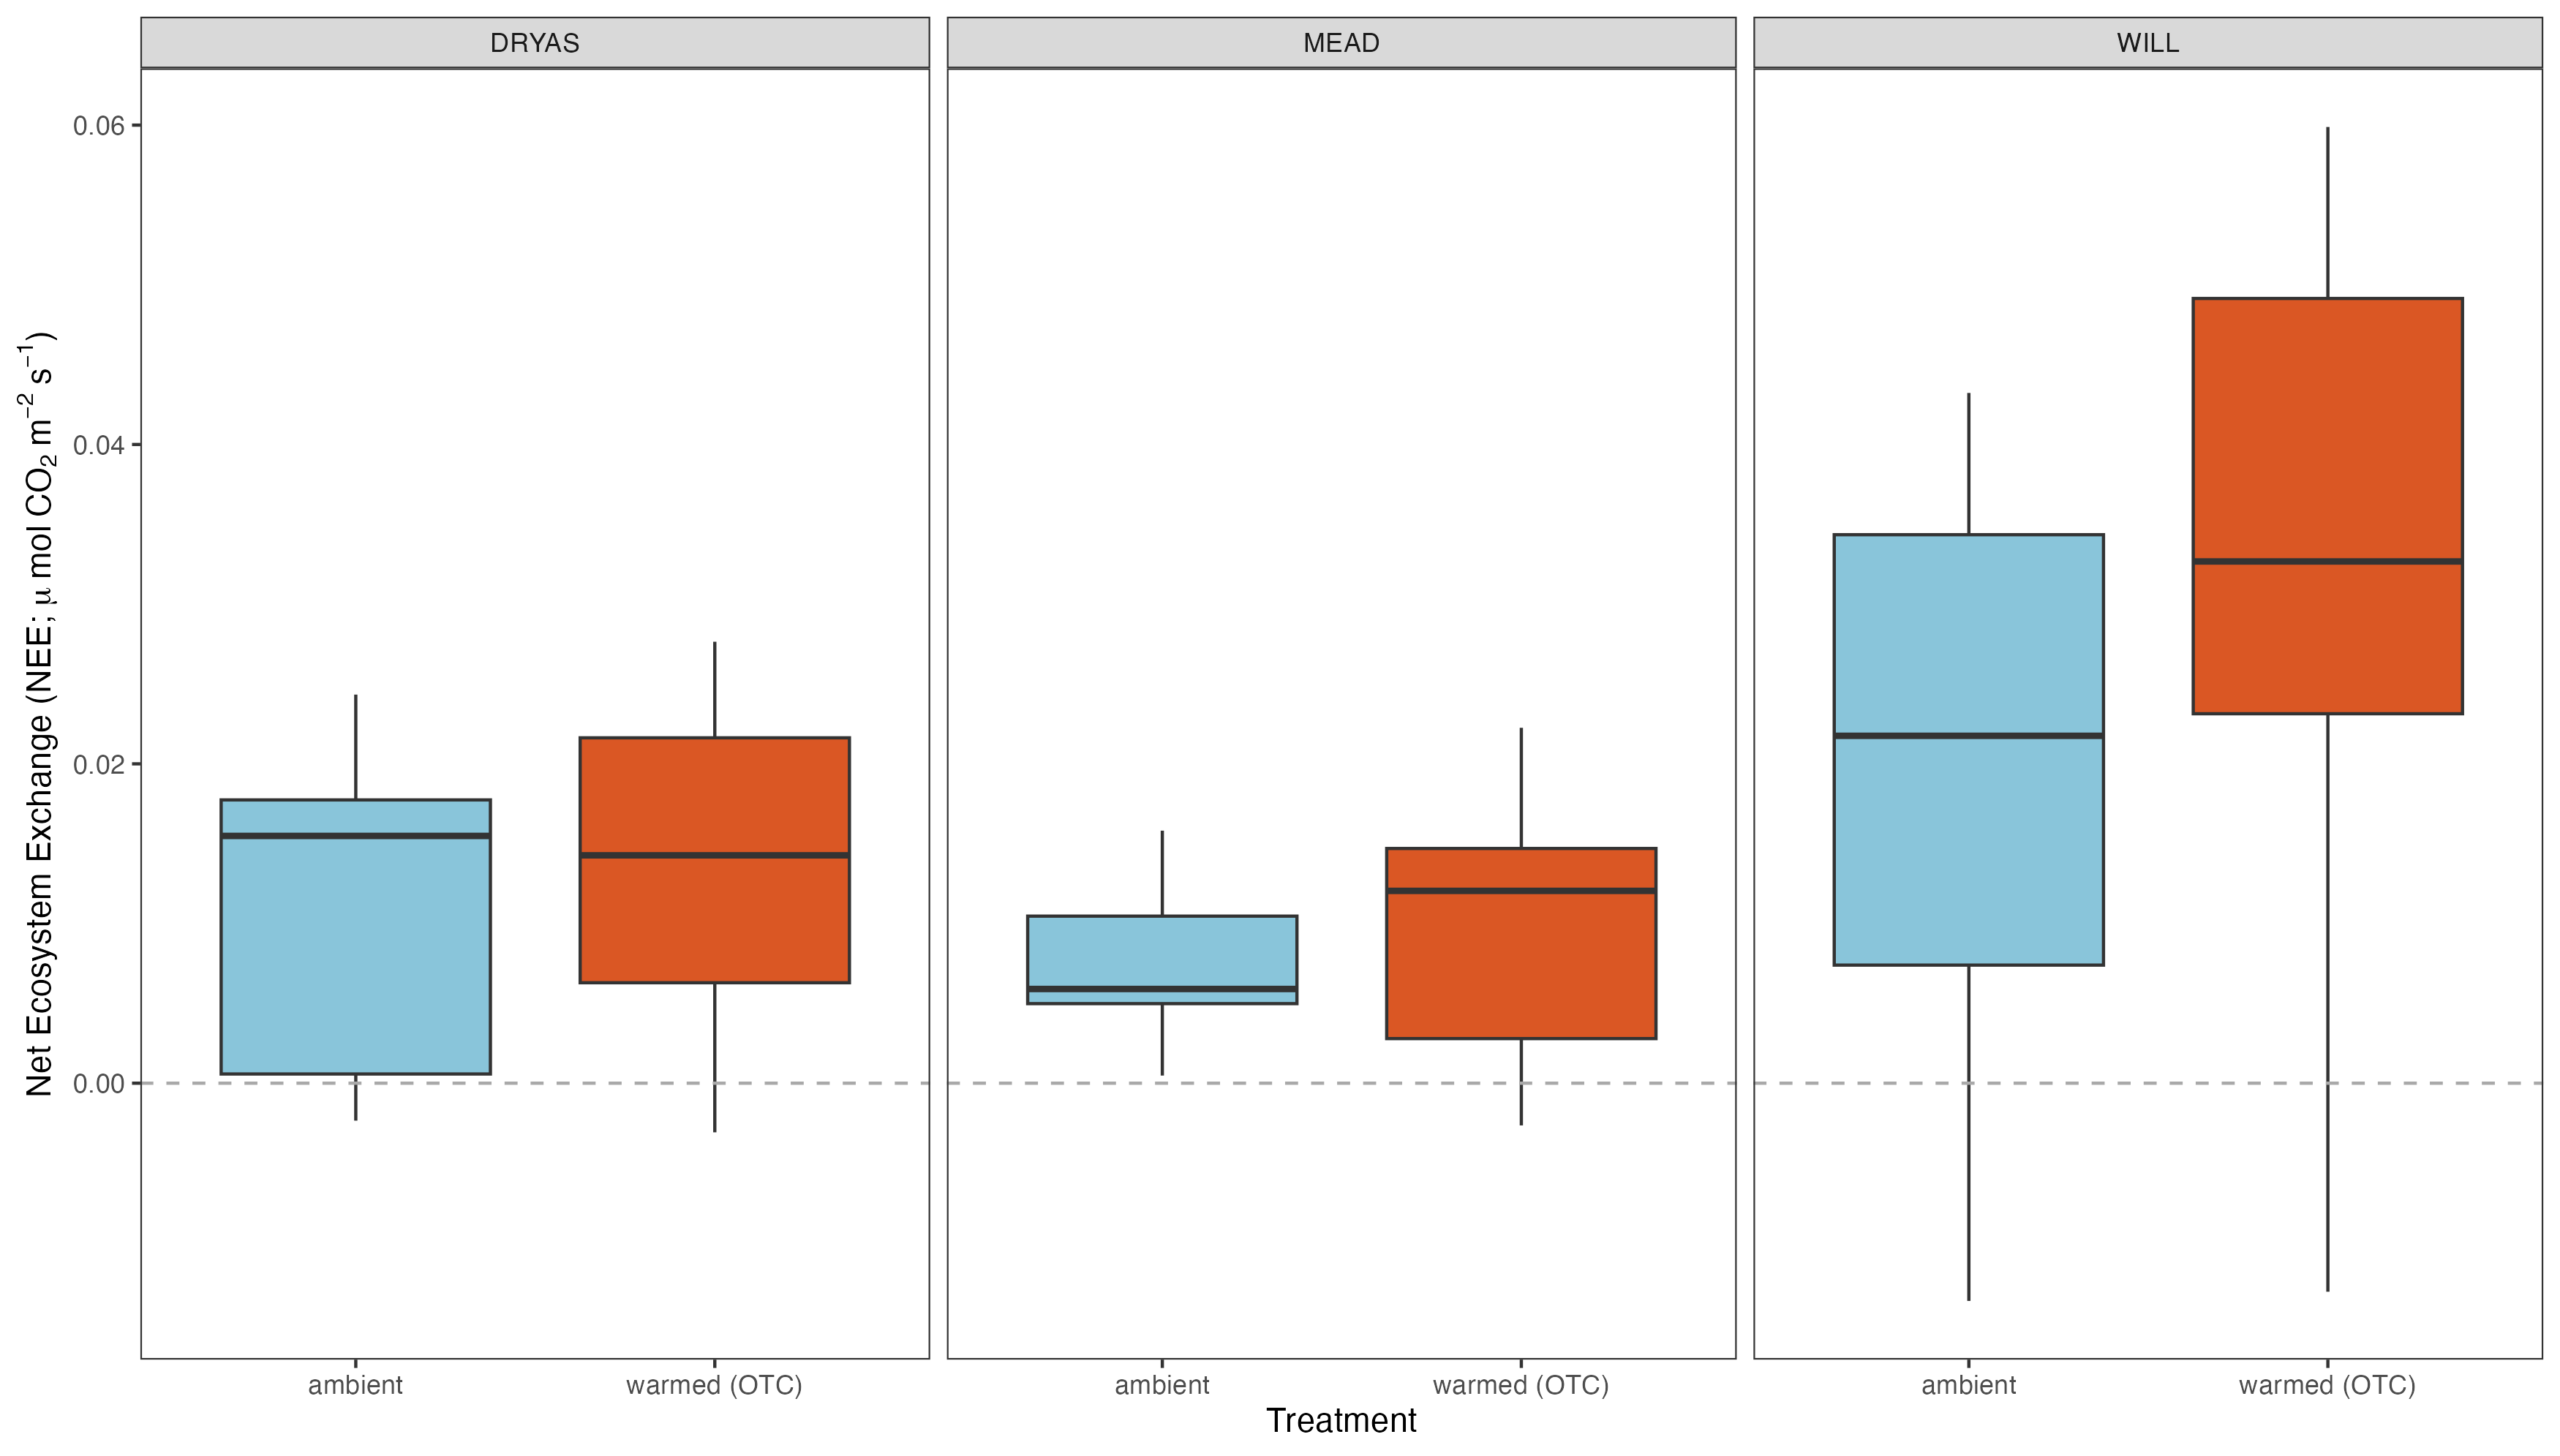 DRYAS MEAD WILL
Net Ecosystem Exchange (NEE; μ mol CO₂ m⁻² s⁻¹)
0.06
0.04
0.02
0.00
ambient warmed (OTC) ambient warmed (OTC) ambient warmed (OTC)
Treatment